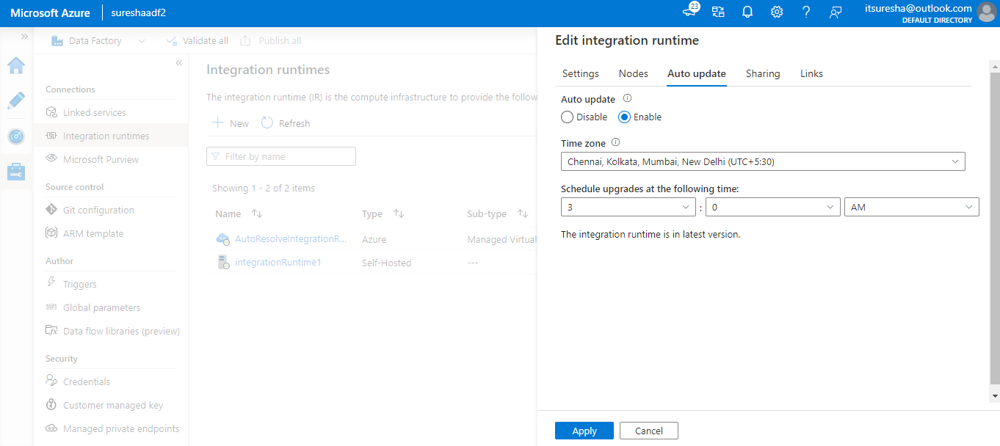 Microsoft Azure
sureshaadf2
23
itsuresha@outlook.com
DEFAULT DIRECTORY
Data Factory
Validate all
Publish all
Connections
Linked services
Integration runtimes
Microsoft Purview
Source control
Git configuration
ARM template
Author
Triggers
Global parameters
Data flow libraries (preview)
Security
Credentials
Customer managed key
Managed private endpoints
Integration runtimes
The integration runtime (IR) is the compute infrastructure to provide the follow
New Refresh
Filter by name
Showing 1 - 2 of 2 items
Name Type Sub-type
AutoResolveIntegrationR... Azure Managed Virtual
integrationRuntime1 Self-Hosted ---
Edit integration runtime
Settings Nodes Auto update Sharing Links
Auto update
Disable Enable
Time zone
Chennai, Kolkata, Mumbai, New Delhi (UTC+5:30)
Schedule upgrades at the following time:
3 : 0 AM
The integration runtime is in latest version.
Apply Cancel